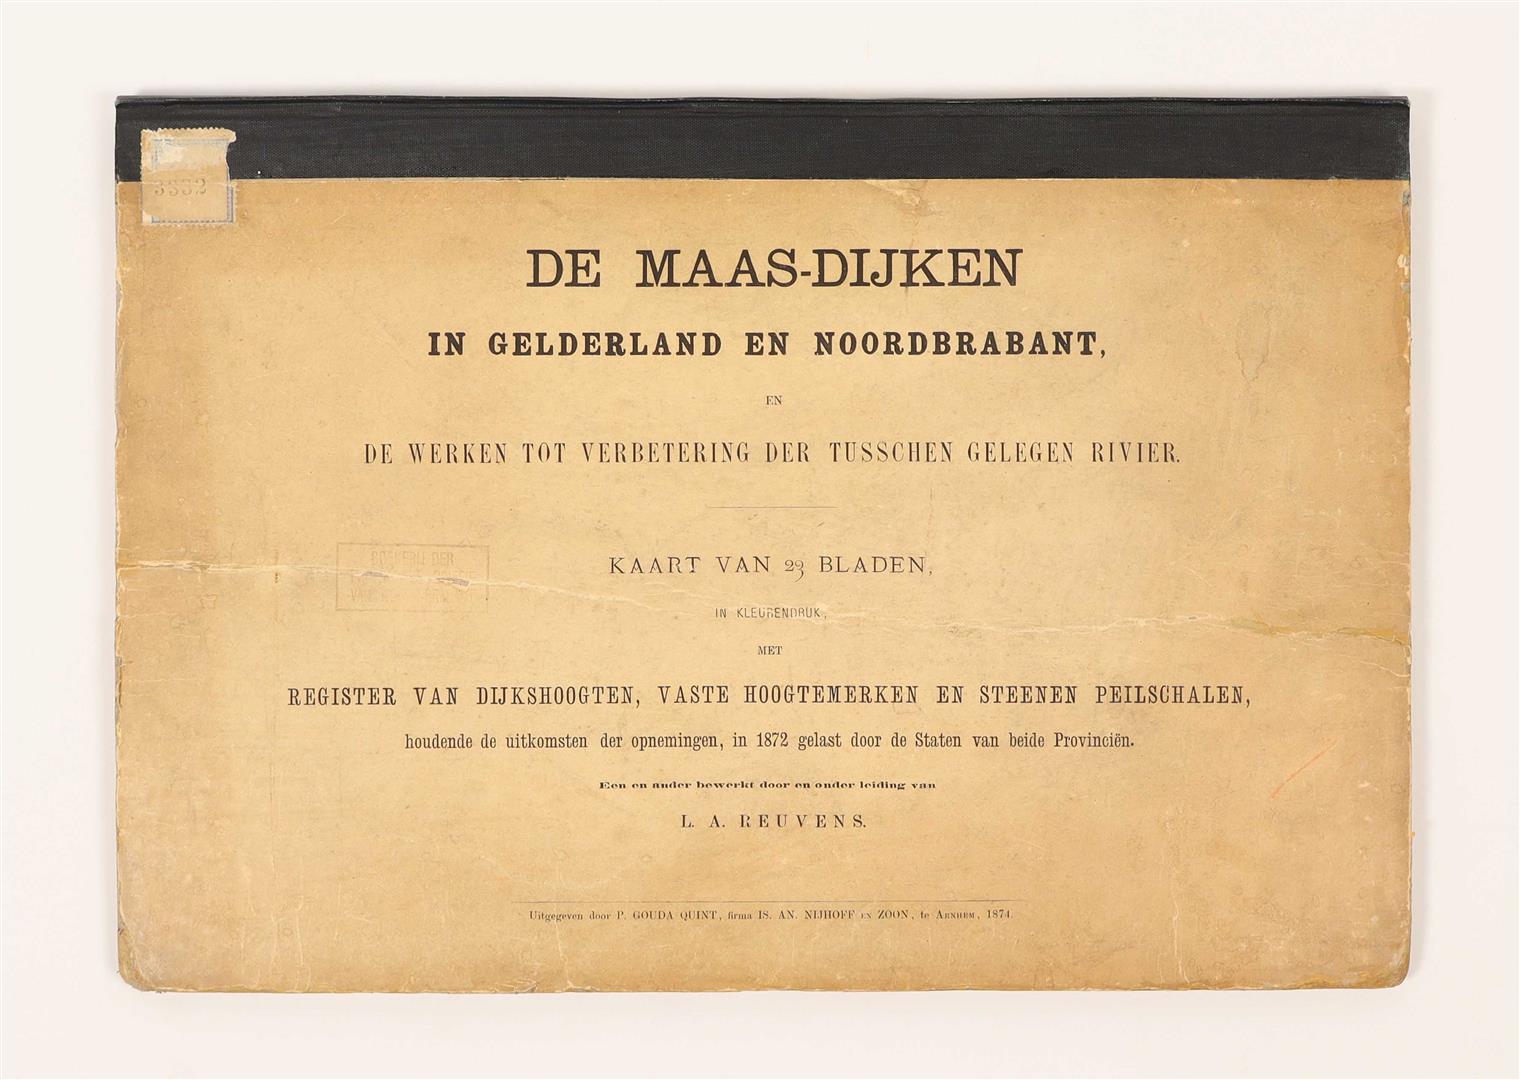 3332
DE MAAS-DIJKEN
IN GELDERLAND EN NOORDBRABANT,
EN
DE WERKEN TOT VERBETERING DER TUSSCHEN GELEGEN RIVIER.
KAART VAN 29 BLADEN,
IN KLEURENDRUK,
MET
REGISTER VAN DIJKSHOOGTEN, VASTE HOOGTEMERKEN EN STEENEN PEILSCHALEN,
houdende de uitkomsten der opnemingen, in 1872 gelast door de Staten van beide Provinciën.
Een en ander bewerkt door en onder leiding van
L. A. REUVENS.
Uitgegeven door P. GOUDA QUINT, firma IS. AN. NIJHOFF EN ZOON, te ARNHEM, 1874.